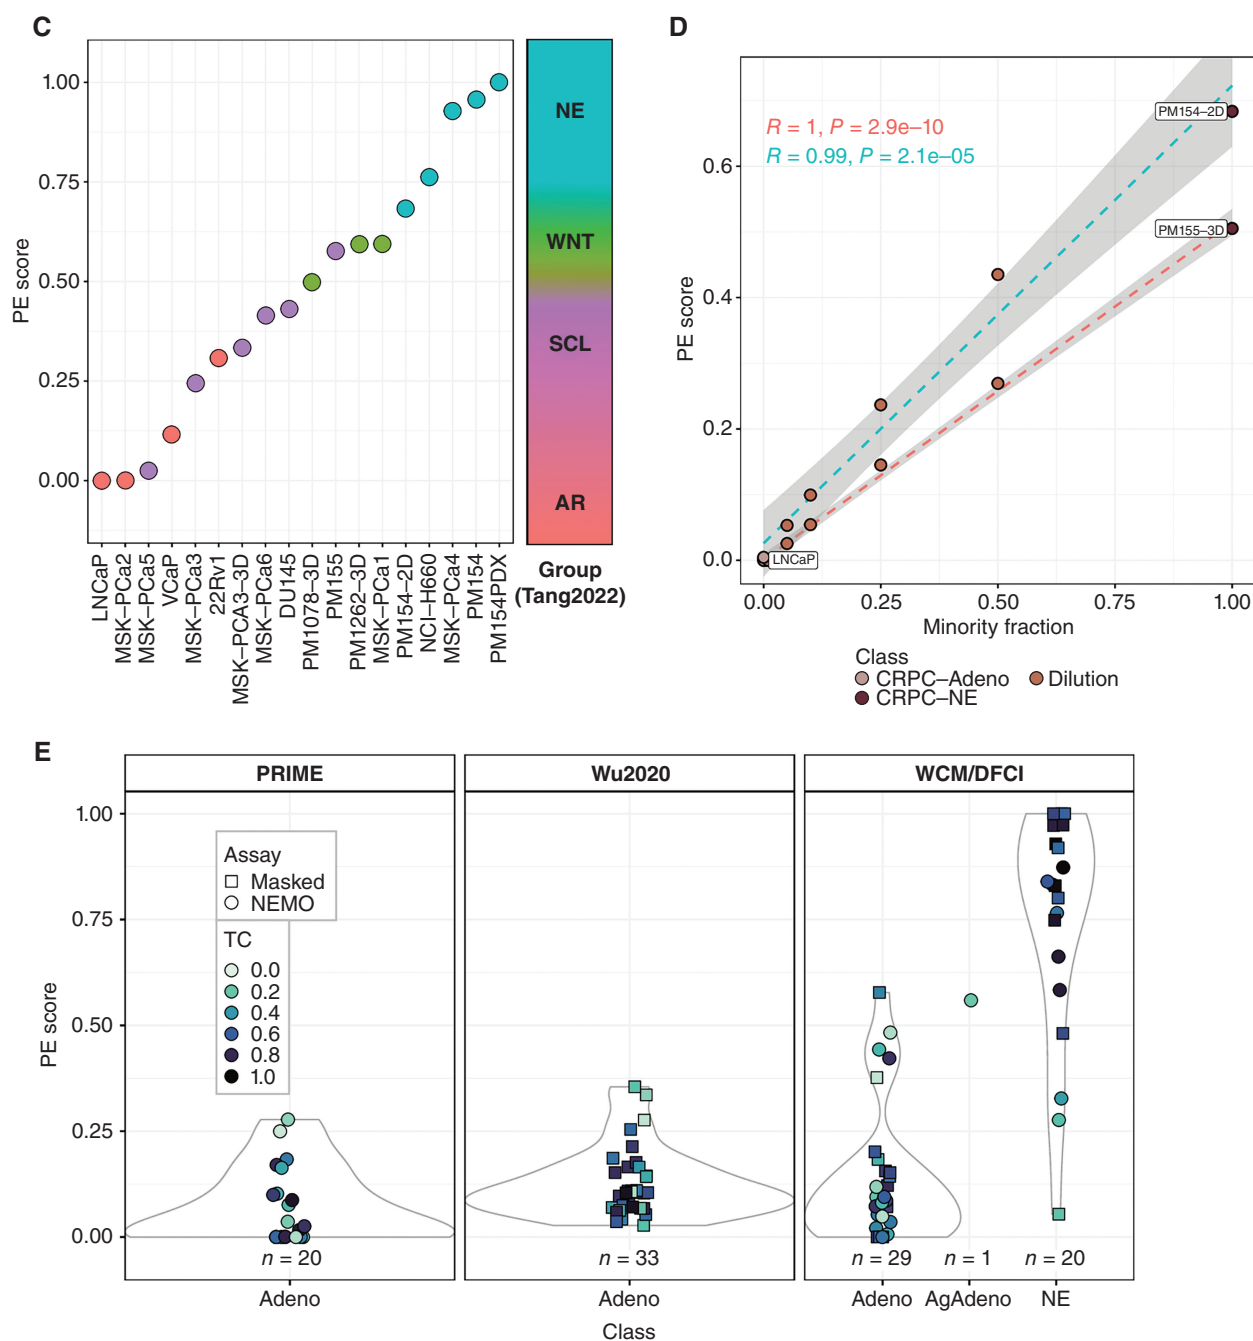 C
1.00
0.75
0.50
0.25
0.00
PE score
LNCaP
MSK–PCa2
MSK–PCa5
VCaP
MSK–PCa3
22Rv1
MSK–PCA3–3D
MSK–PCa6
DU145
PM1078–3D
PM155
PM1262–3D
MSK–PCa1
PM154–2D
NCI–H660
MSK–PCa4
PM154
PM154PDX
NE
WNT
SCL
AR
Group
(Tang2022)
D
R = 1, P = 2.9e–10
R = 0.99, P = 2.1e–05
PM154–2D
PM155–3D
LNCaP
0.6
0.4
0.2
0.0
PE score
0.00 0.25 0.50 0.75 1.00
Minority fraction
Class
CRPC–Adeno Dilution
CRPC–NE
E
PRIME Wu2020 WCM/DFCI
1.00
0.75
0.50
0.25
0.00
PE score
Assay
Masked
NEMO
TC
0.0
0.2
0.4
0.6
0.8
1.0
n = 20 n = 33 n = 29 n = 1 n = 20
Adeno Adeno Adeno AgAdeno NE
Class